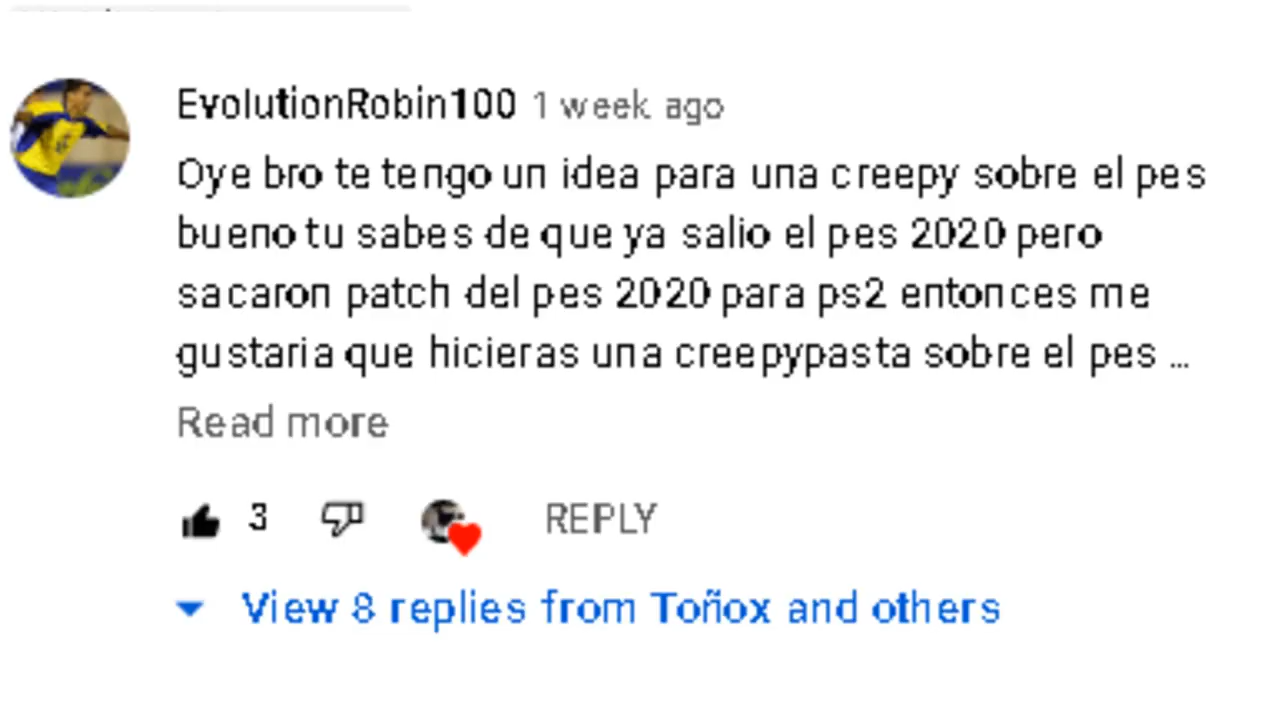 EvolutionRobin100 1 week ago
Oye bro te tengo un idea para una creepy sobre el pes
bueno tu sabes de que ya salio el pes 2020 pero
sacaron patch del pes 2020 para ps2 entonces me
gustaria que hicieras una creepypasta sobre el pes ...
Read more
3 REPLY
View 8 replies from Toñox and others